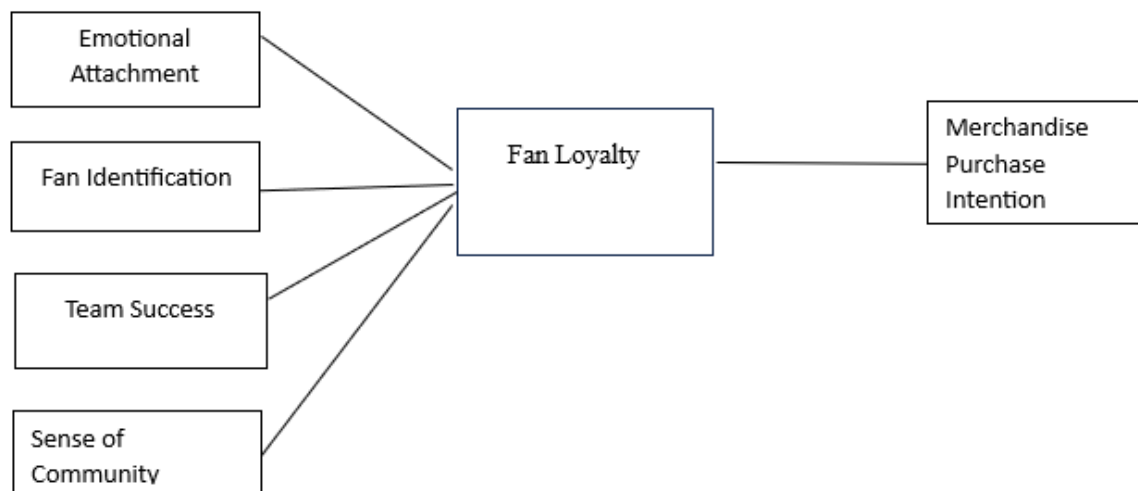 Emotional
Attachment
Fan Identification
Team Success
Sense of
Community
Fan Loyalty
Merchandise
Purchase
Intention